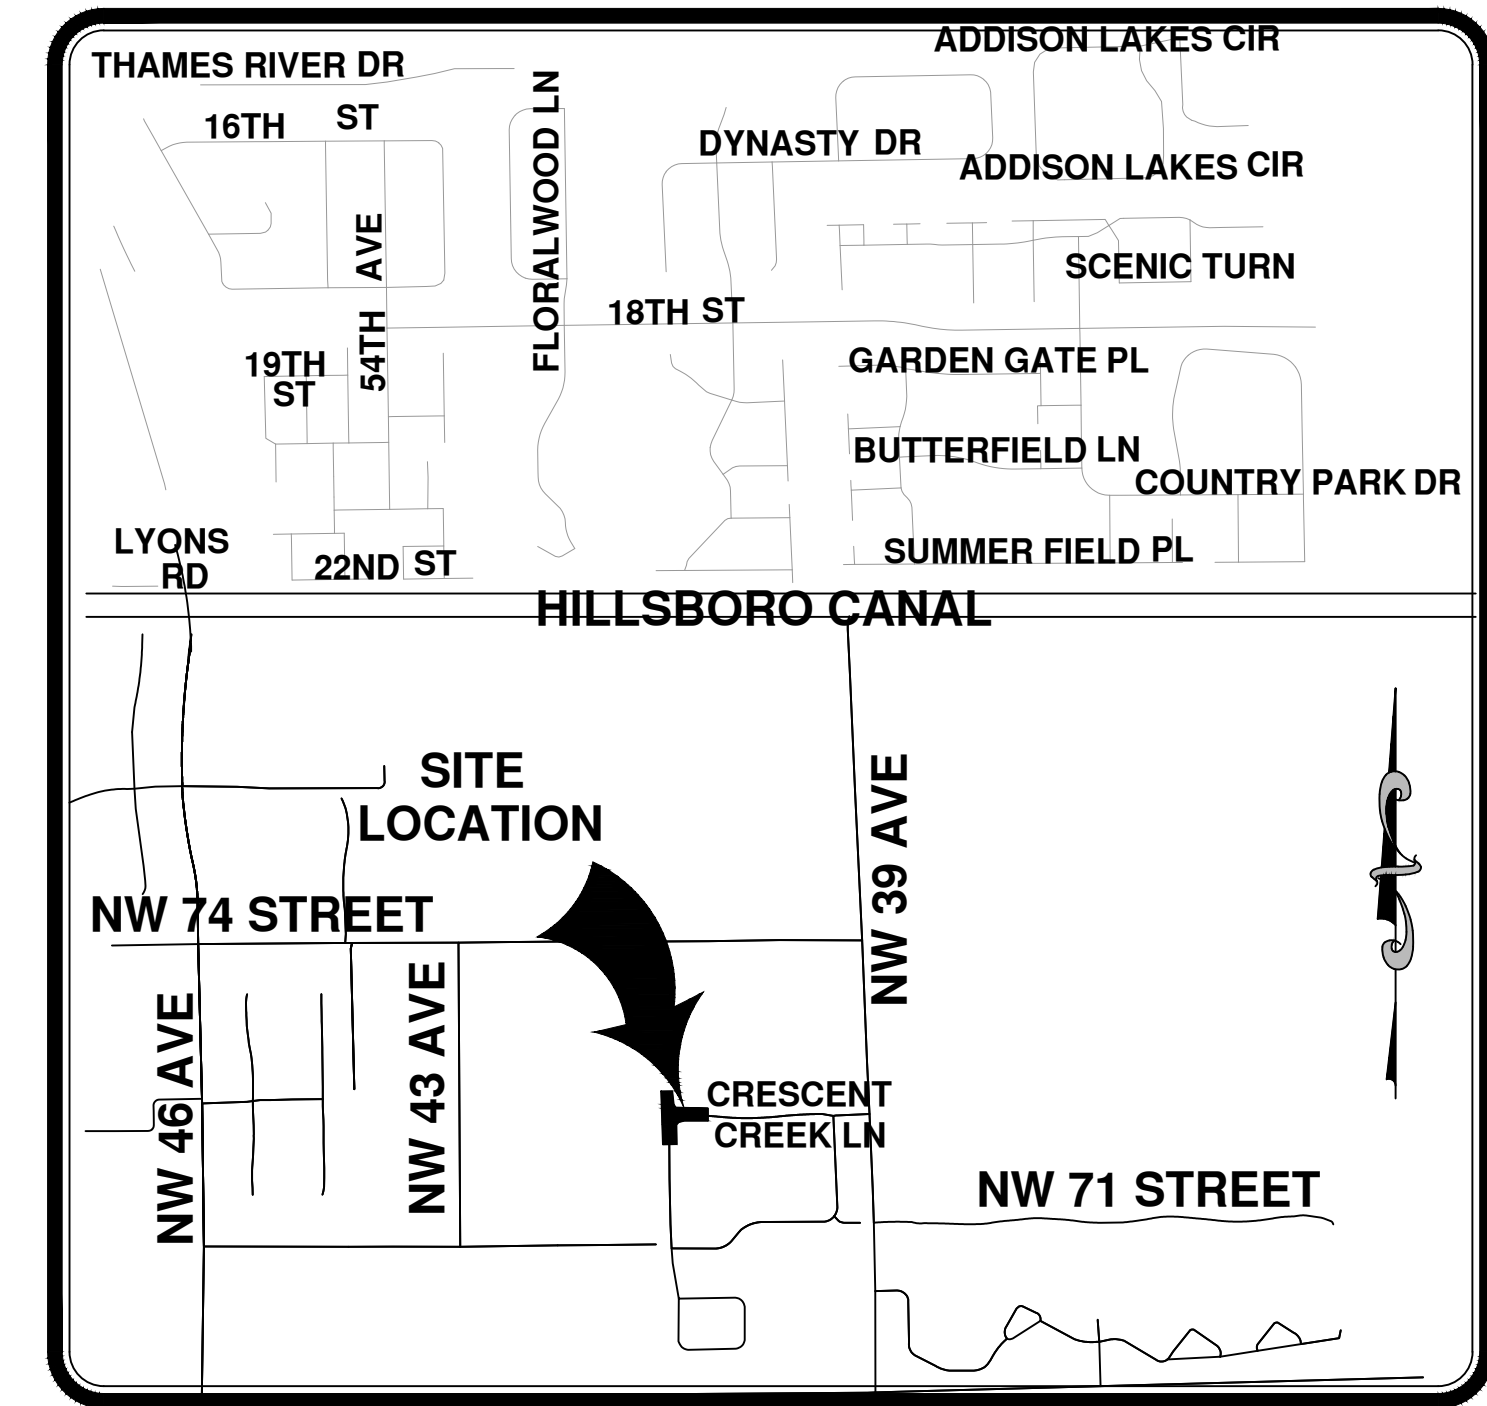 ADDISON LAKES CIR
THAMES RIVER DR
16TH ST
FLORALWOOD LN
DYNASTY DR
ADDISON LAKES CIR
54TH AVE
SCENIC TURN
18TH ST
19TH
ST
GARDEN GATE PL
BUTTERFIELD LN
COUNTRY PARK DR
LYONS
RD
22ND ST
SUMMER FIELD PL
HILLSBORO CANAL
SITE
LOCATION
NW 39 AVE
NW 74 STREET
NW 46 AVE
NW 43 AVE
CRESCENT
CREEK LN
NW 71 STREET